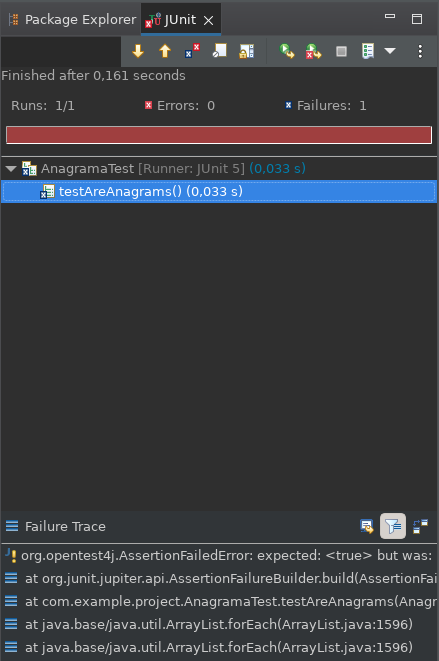 Package Explorer JUnit
Finished after 0,161 seconds
Runs: 1/1 Errors: 0 Failures: 1
AnagramaTest [Runner: JUnit 5] (0,033 s)
testAreAnagrams() (0,033 s)
Failure Trace
org.opentest4j.AssertionFailedError: expected: <true> but was:
at org.junit.jupiter.api.AssertionFailureBuilder.build(AssertionFai
at com.example.project.AnagramaTest.testAreAnagrams(Anagr
at java.base/java.util.ArrayList.forEach(ArrayList.java:1596)
at java.base/java.util.ArrayList.forEach(ArrayList.java:1596)